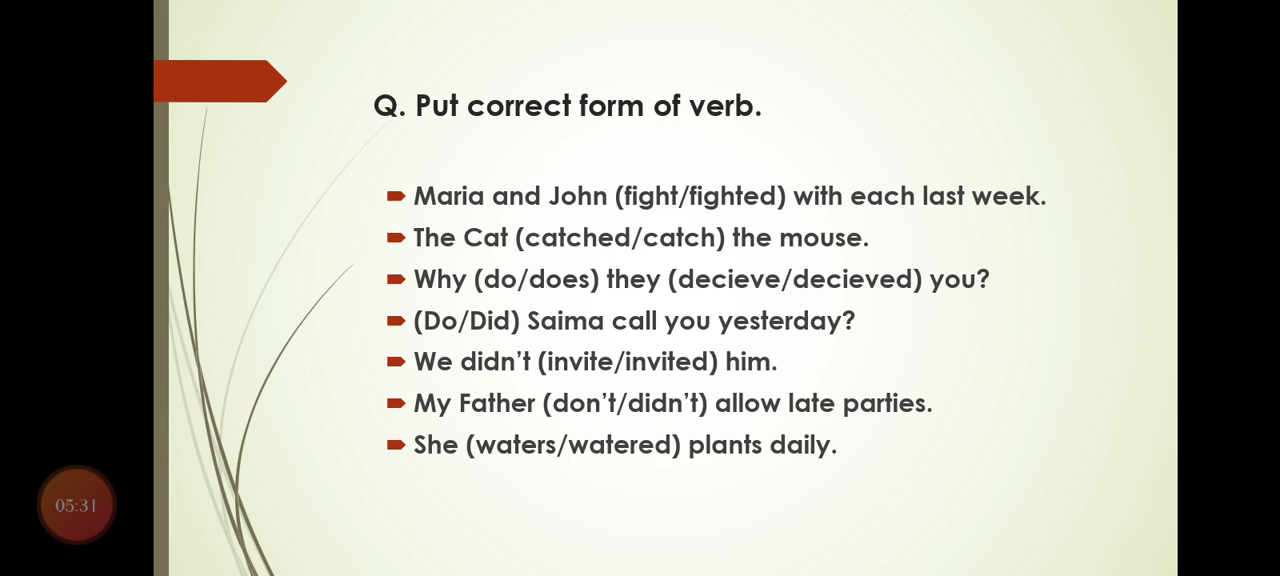 Q. Put correct form of verb.
Maria and John (fight/fighted) with each last week.
The Cat (catched/catch) the mouse.
Why (do/does) they (decieve/decieved) you?
(Do/Did) Saima call you yesterday?
We didn’t (invite/invited) him.
My Father (don’t/didn’t) allow late parties.
She (waters/watered) plants daily.
05:31